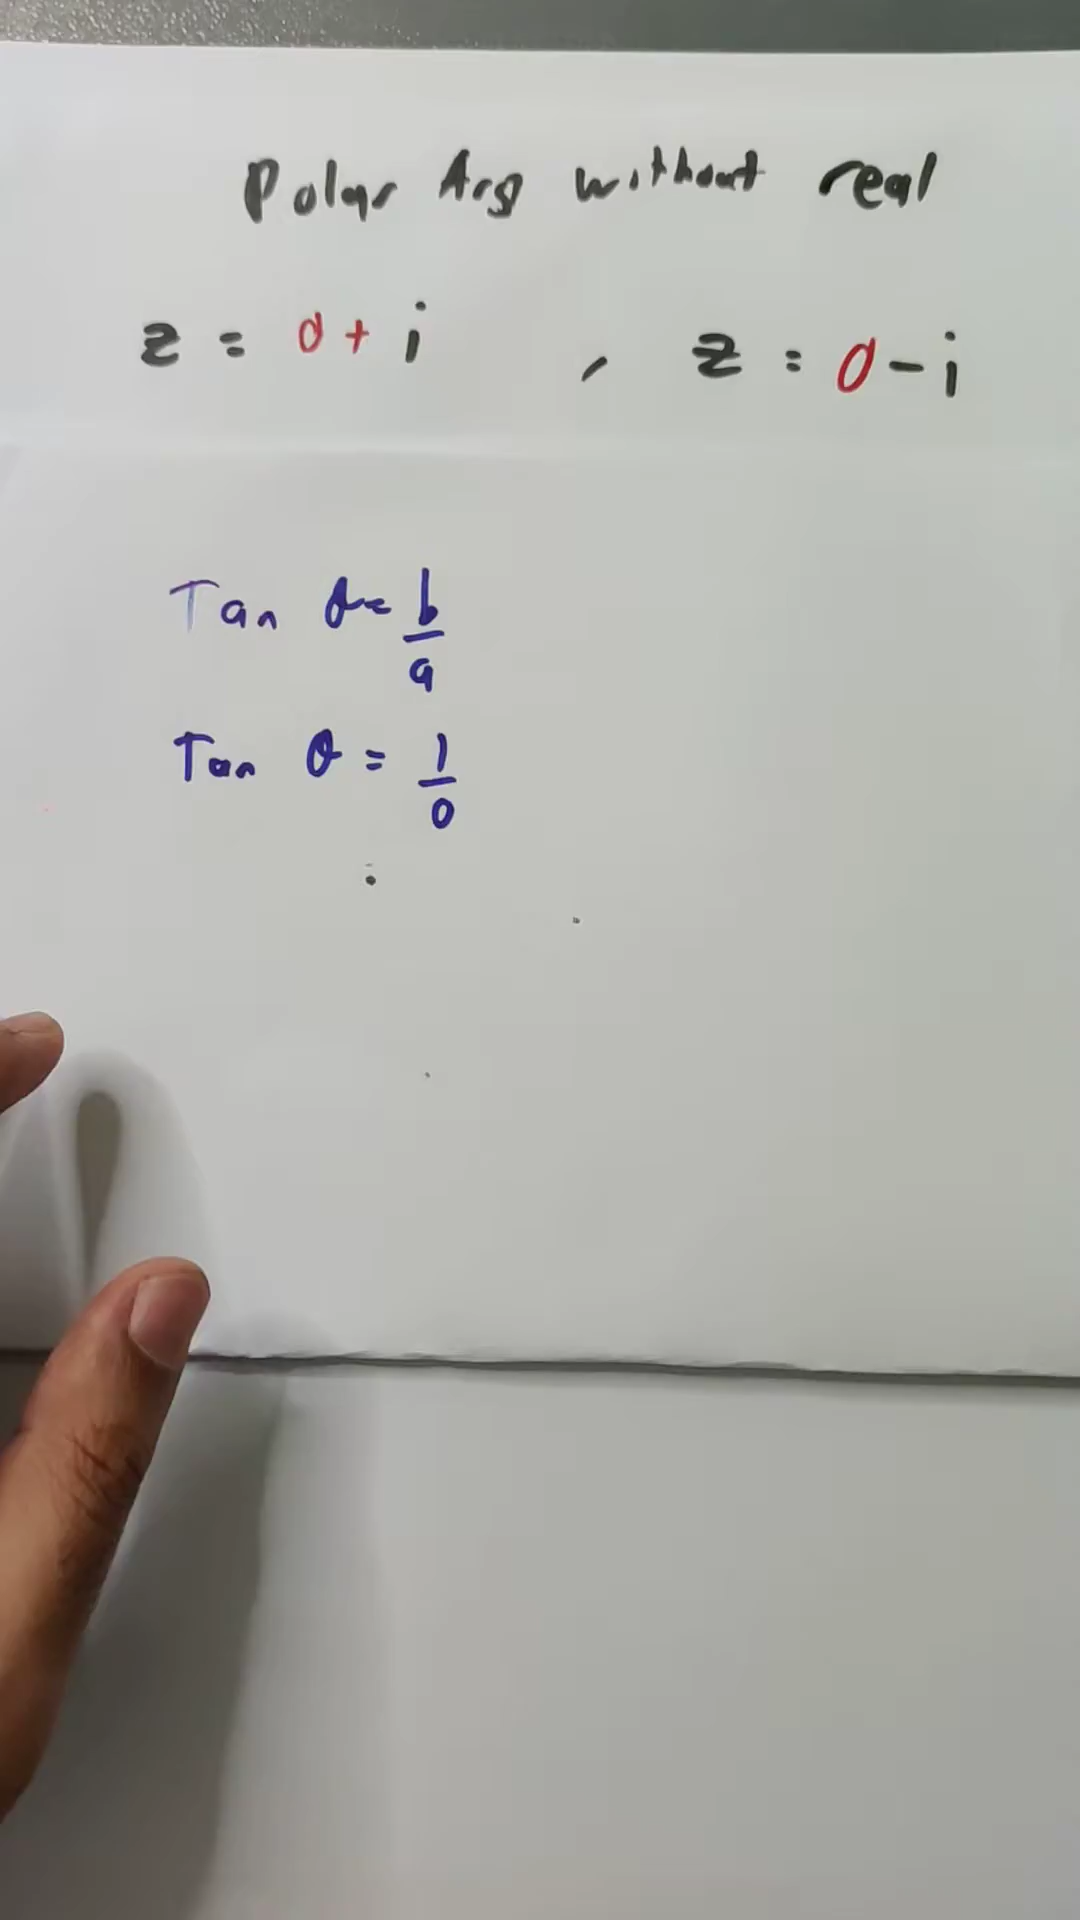 Polar Arg without real
z = 0 + i , z = 0 - i
Tan θ = b/a
Tan θ = 1/0